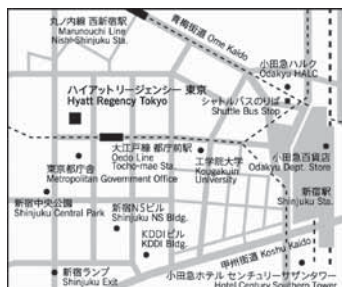 丸ノ内線 西新宿駅
Marunouchi Line
Nishi-Shinjuku Sta.
青梅街道 Ome Kaido
小田急ハルク
Odakyu HALC
ハイアット リージェンシー 東京
Hyatt Regency Tokyo
シャトルバスのりば
Shuttle Bus Stop
大江戸線 都庁前駅
Oedo Line
Tocho-mae Sta.
工学院大学
Kougakuin
University
小田急百貨店
Odakyu Dept. Store
東京都庁舎
Metropolitan Government Office
新宿駅
Shinjuku Sta.
新宿中央公園
Shinjuku Central Park
新宿NSビル
Shinjuku NS Bldg.
KDDIビル
KDDI Bldg.
甲州街道 Koshu Kaido
新宿ランプ
Shinjuku Exit
小田急ホテル センチュリーサザンタワー
Hotel Century Southern Tower